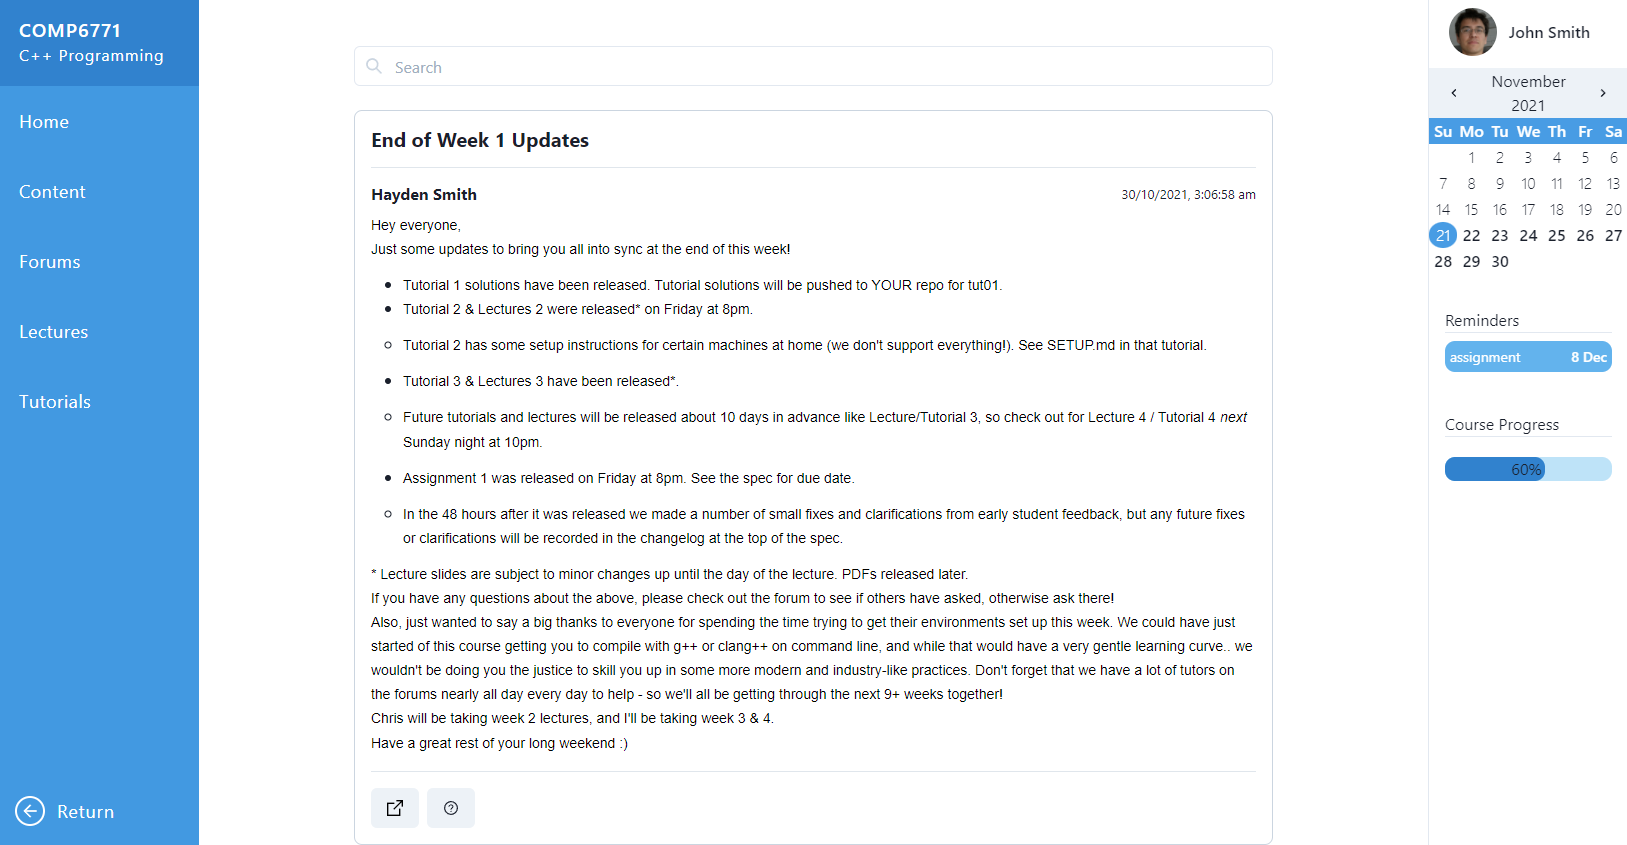 COMP6771
C++ Programming
Home
Content
Forums
Lectures
Tutorials
Return
Search
End of Week 1 Updates
Hayden Smith 30/10/2021, 3:06:58 am
Hey everyone,
Just some updates to bring you all into sync at the end of this week!
Tutorial 1 solutions have been released. Tutorial solutions will be pushed to YOUR repo for tut01.
Tutorial 2 & Lectures 2 were released* on Friday at 8pm.
Tutorial 2 has some setup instructions for certain machines at home (we don't support everything!). See SETUP.md in that tutorial.
Tutorial 3 & Lectures 3 have been released*.
Future tutorials and lectures will be released about 10 days in advance like Lecture/Tutorial 3, so check out for Lecture 4 / Tutorial 4 next
Sunday night at 10pm.
Assignment 1 was released on Friday at 8pm. See the spec for due date.
In the 48 hours after it was released we made a number of small fixes and clarifications from early student feedback, but any future fixes
or clarifications will be recorded in the changelog at the top of the spec.
* Lecture slides are subject to minor changes up until the day of the lecture. PDFs released later.
If you have any questions about the above, please check out the forum to see if others have asked, otherwise ask there!
Also, just wanted to say a big thanks to everyone for spending the time trying to get their environments set up this week. We could have just
started of this course getting you to compile with g++ or clang++ on command line, and while that would have a very gentle learning curve.. we
wouldn't be doing you the justice to skill you up in some more modern and industry-like practices. Don't forget that we have a lot of tutors on
the forums nearly all day every day to help - so we'll all be getting through the next 9+ weeks together!
Chris will be taking week 2 lectures, and I'll be taking week 3 & 4.
Have a great rest of your long weekend :)
John Smith
November
2021
Su Mo Tu We Th Fr Sa
1 2 3 4 5 6
7 8 9 10 11 12 13
14 15 16 17 18 19 20
21 22 23 24 25 26 27
28 29 30
Reminders
assignment 8 Dec
Course Progress
60%